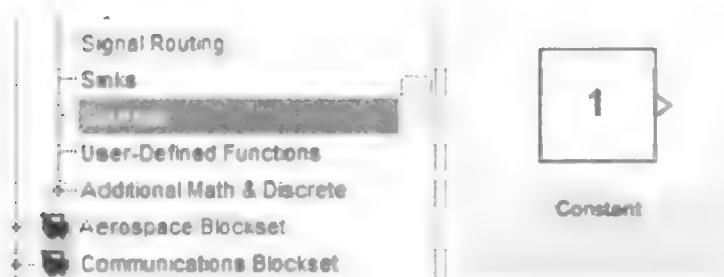 Signal Routing
Sinks
User-Defined Functions
Additional Math & Discrete
Aerospace Blockset
Communications Blockset
1
Constant